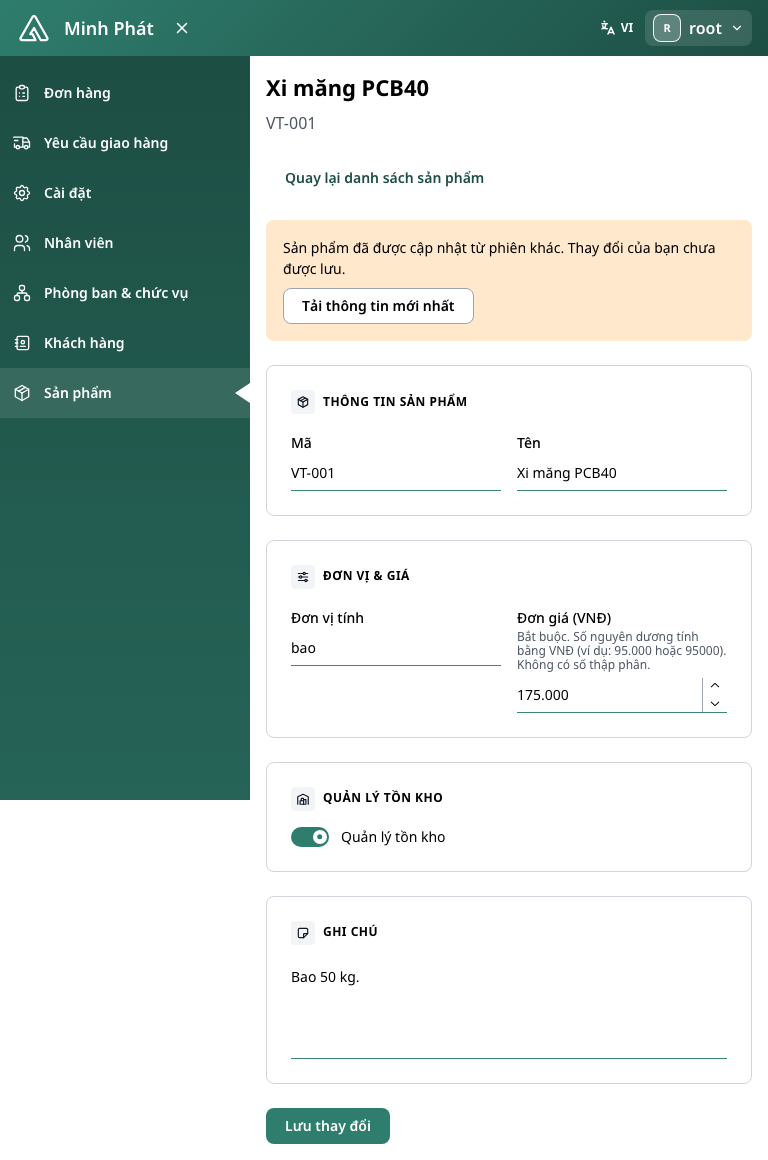 Minh Phát
VI
R
root
Đơn hàng
Yêu cầu giao hàng
Cài đặt
Nhân viên
Phòng ban & chức vụ
Khách hàng
Sản phẩm
Xi măng PCB40
VT-001
Quay lại danh sách sản phẩm
Sản phẩm đã được cập nhật từ phiên khác. Thay đổi của bạn chưa
được lưu.
Tải thông tin mới nhất
THÔNG TIN SẢN PHẨM
Mã
Tên
VT-001
Xi măng PCB40
ĐƠN VỊ & GIÁ
Đơn vị tính
Đơn giá (VNĐ)
Bắt buộc. Số nguyên dương tính
bằng VNĐ (ví dụ: 95.000 hoặc 95000).
Không có số thập phân.
bao
175.000
QUẢN LÝ TỒN KHO
Quản lý tồn kho
GHI CHÚ
Bao 50 kg.
Lưu thay đổi